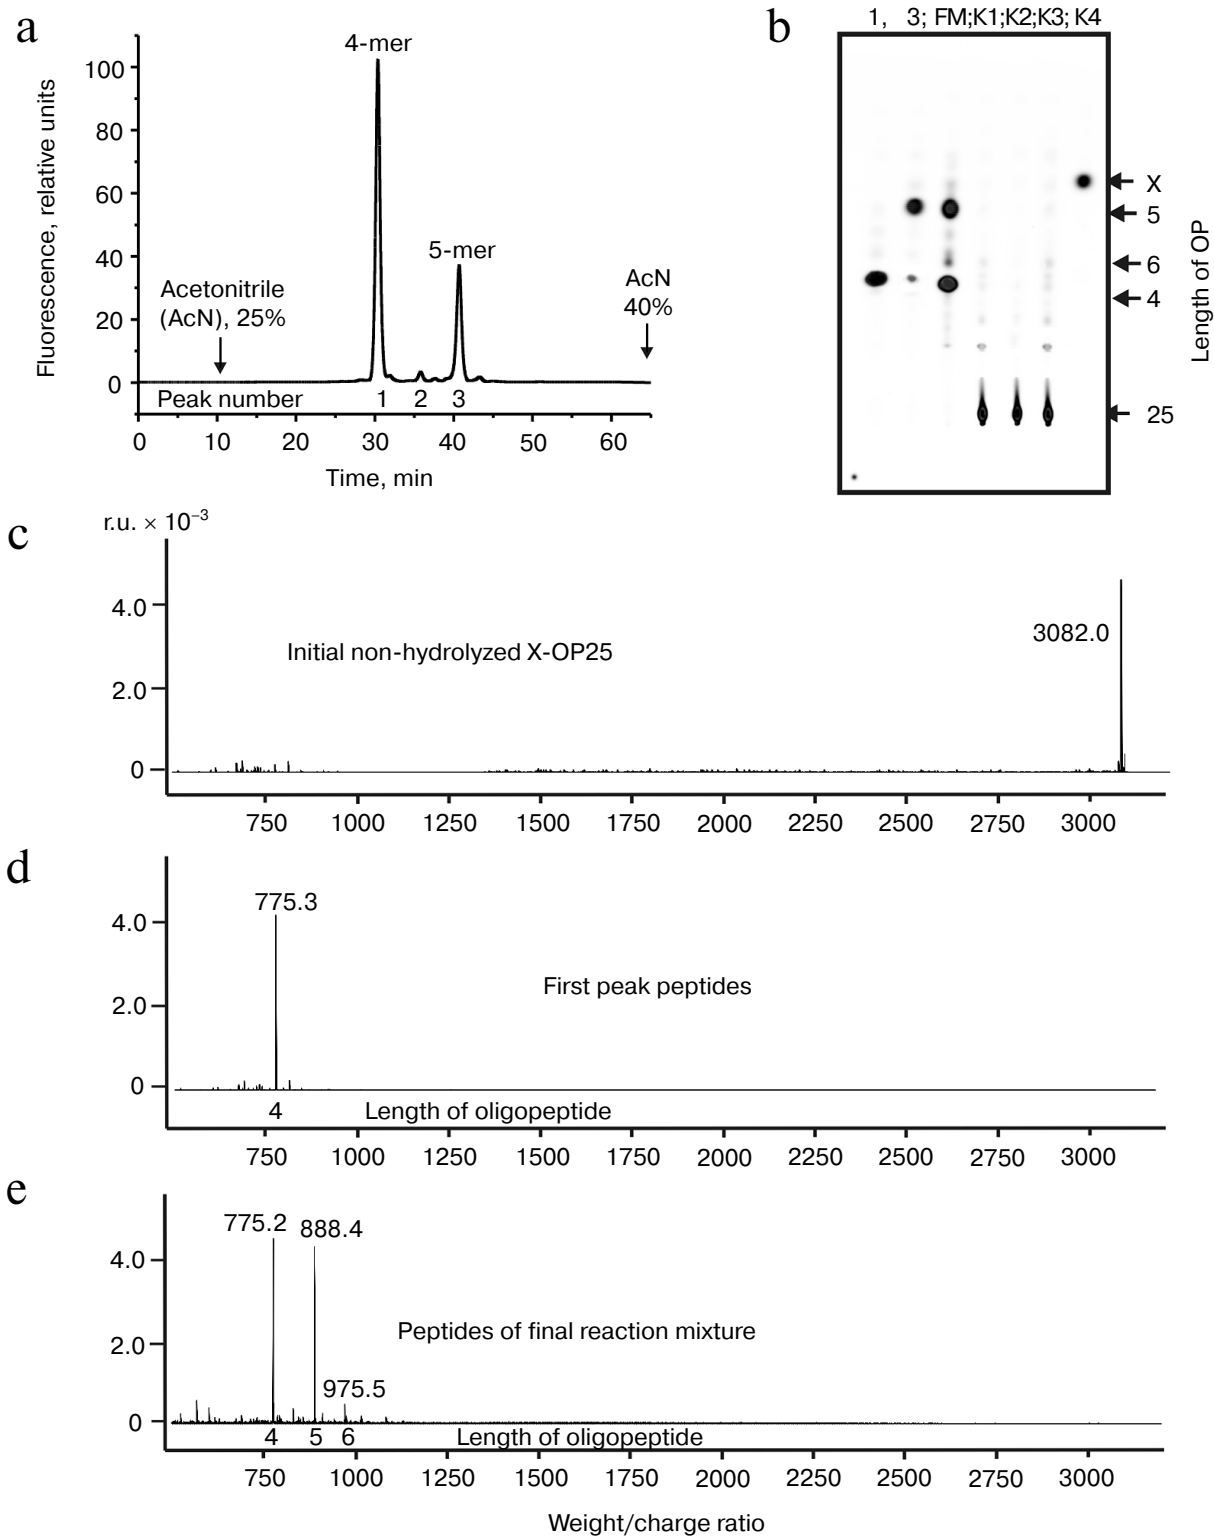 a
4-mer
100
80
60
40
20
0
Fluorescence, relative units
5-mer
Acetonitrile
(AcN), 25%
AcN
40%
Peak number 1 2 3
0 10 20 30 40 50 60
Time, min
b
1, 3; FM;K1;K2;K3; K4
X
5
6
4
25
Length of OP
c
r.u. × 10⁻³
4.0
2.0
0
3082.0
Initial non-hydrolyzed X-OP25
750 1000 1250 1500 1750 2000 2250 2500 2750 3000
d
775.3
4.0
2.0
0
First peak peptides
4 Length of oligopeptide
750 1000 1250 1500 1750 2000 2250 2500 2750 3000
e
775.2 888.4
4.0
2.0
0
Peptides of final reaction mixture
975.5
4 5 6 Length of oligopeptide
750 1000 1250 1500 1750 2000 2250 2500 2750 3000
Weight/charge ratio